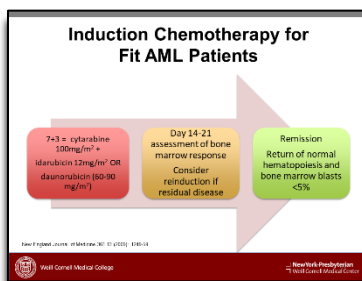 Induction Chemotherapy for
Fit AML Patients
7+3 = cytarabine
100mg/m² +
Idarubicin 12mg/m² OR
daunorubicin (60-90
mg/m²)
Day 14-21
assessment of bone
marrow response
Consider
reinduction if
residual disease
Remission
Return of normal
hematopoiesis and
bone marrow blasts
<5%
New England Journal of Medicine 361
(2009)
Weill Cornell Medical College
NewYork-Presbyterian
Weill Cornell Medical Center